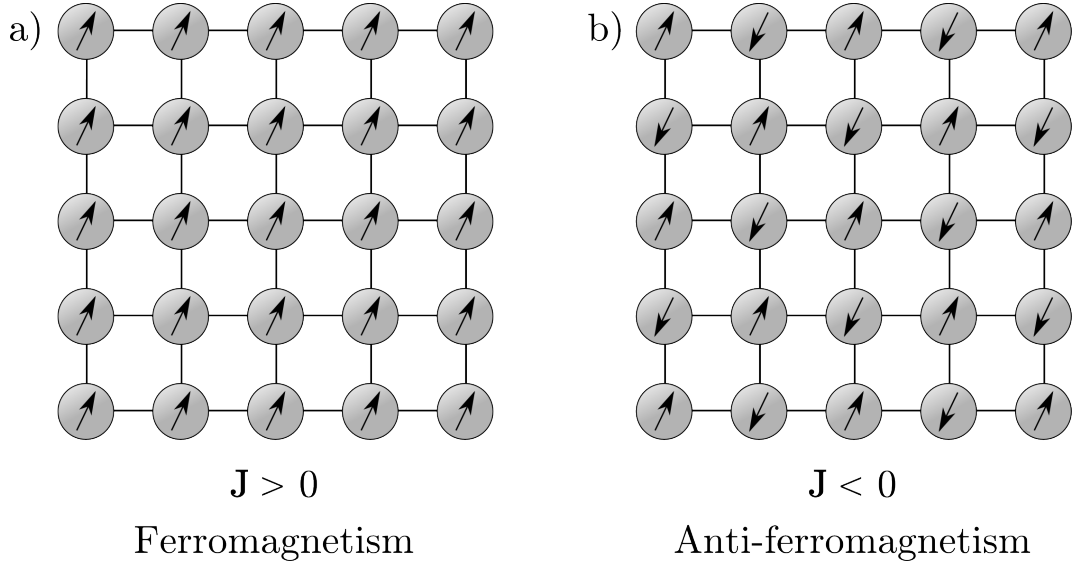 a)
b)
J > 0
Ferromagnetism
J < 0
Anti-ferromagnetism